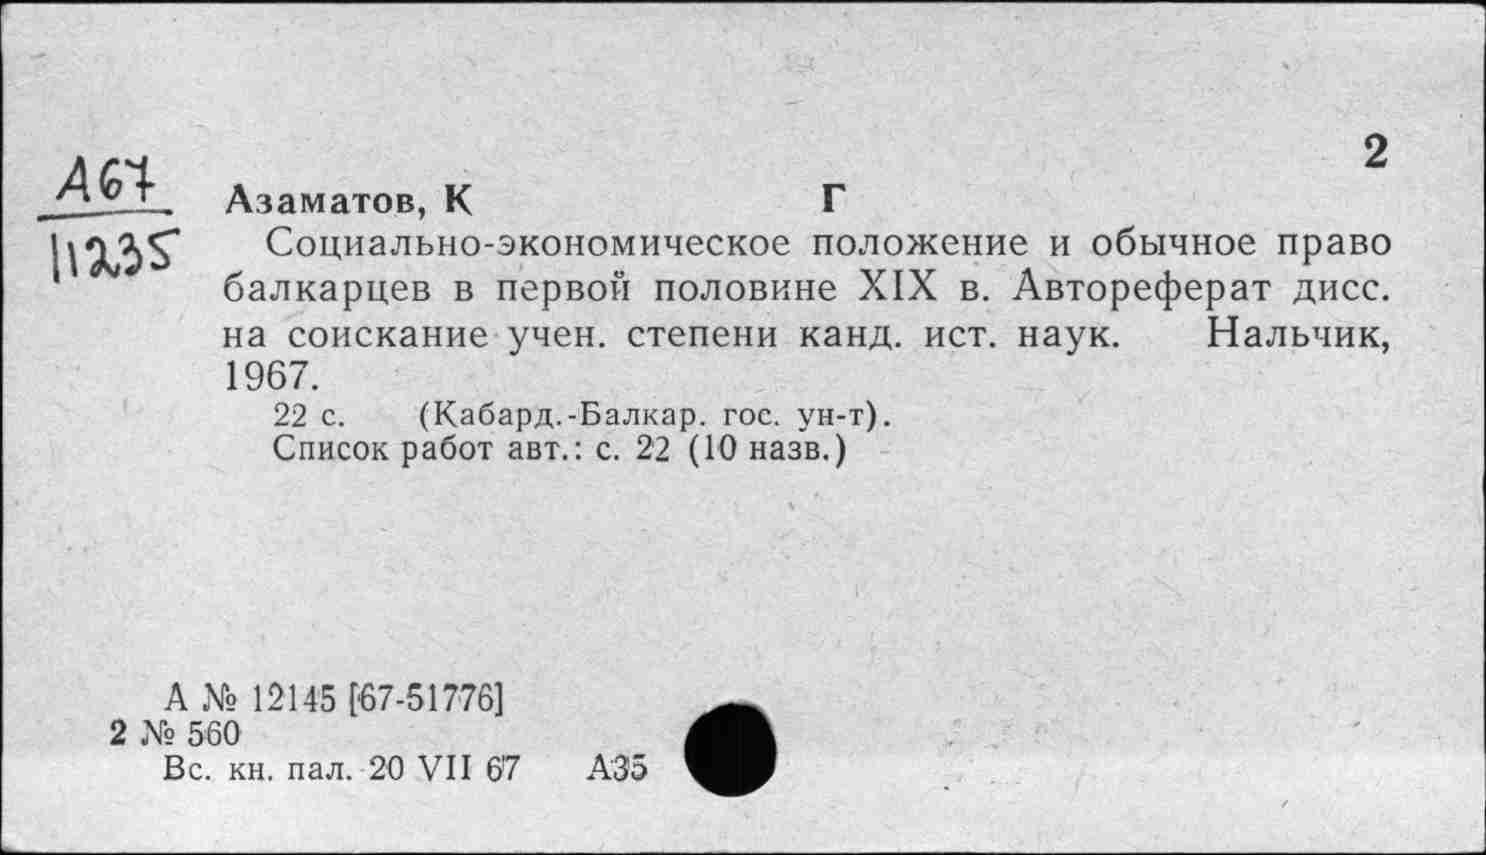 2
А67
11235
Азаматов, К Г
Социально-экономическое положение и обычное право
балкарцев в первой половине XIX в. Автореферат дисс.
на соискание учен. степени канд. ист. наук. Нальчик,
1967.
22 с. (Кабард.-Балкар. гос. ун-т).
Список работ авт.: с. 22 (10 назв.)
А № 12145 [67-51776]
2 № 560
Вс. кн. пал. 20 VII 67 А35